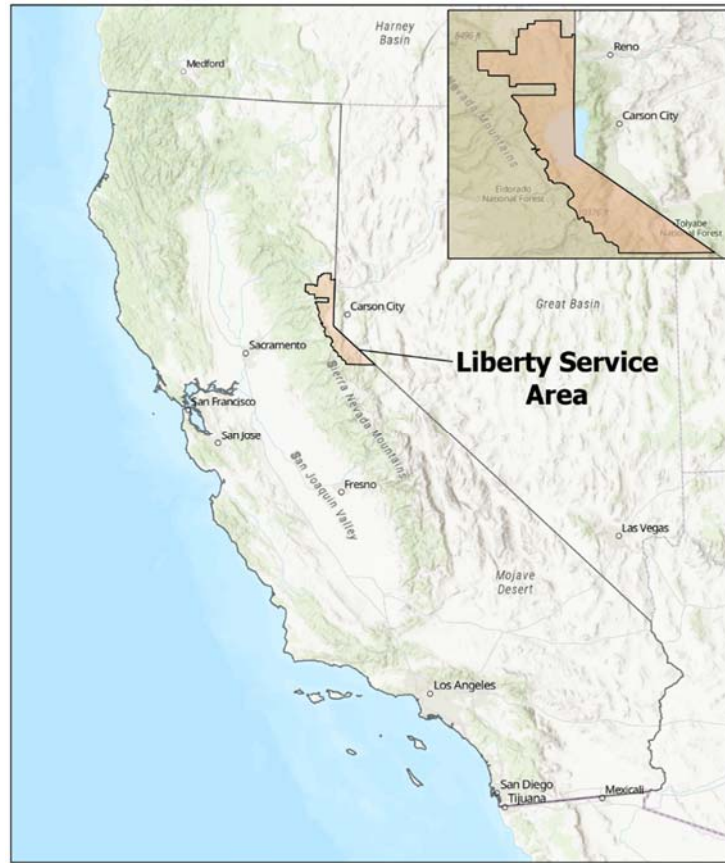 Harney
Basin
Medford
Reno
Carson City
Nevada Mountains
Eldorado
National Forest
Toiyabe
National Forest
Carson City
Great Basin
Sacramento
Liberty Service
Area
San Francisco
San Jose
Sierra Nevada Mountains
San Joaquin Valley
Fresno
Las Vegas
Mojave
Desert
Los Angeles
San Diego
Tijuana
Mexicali